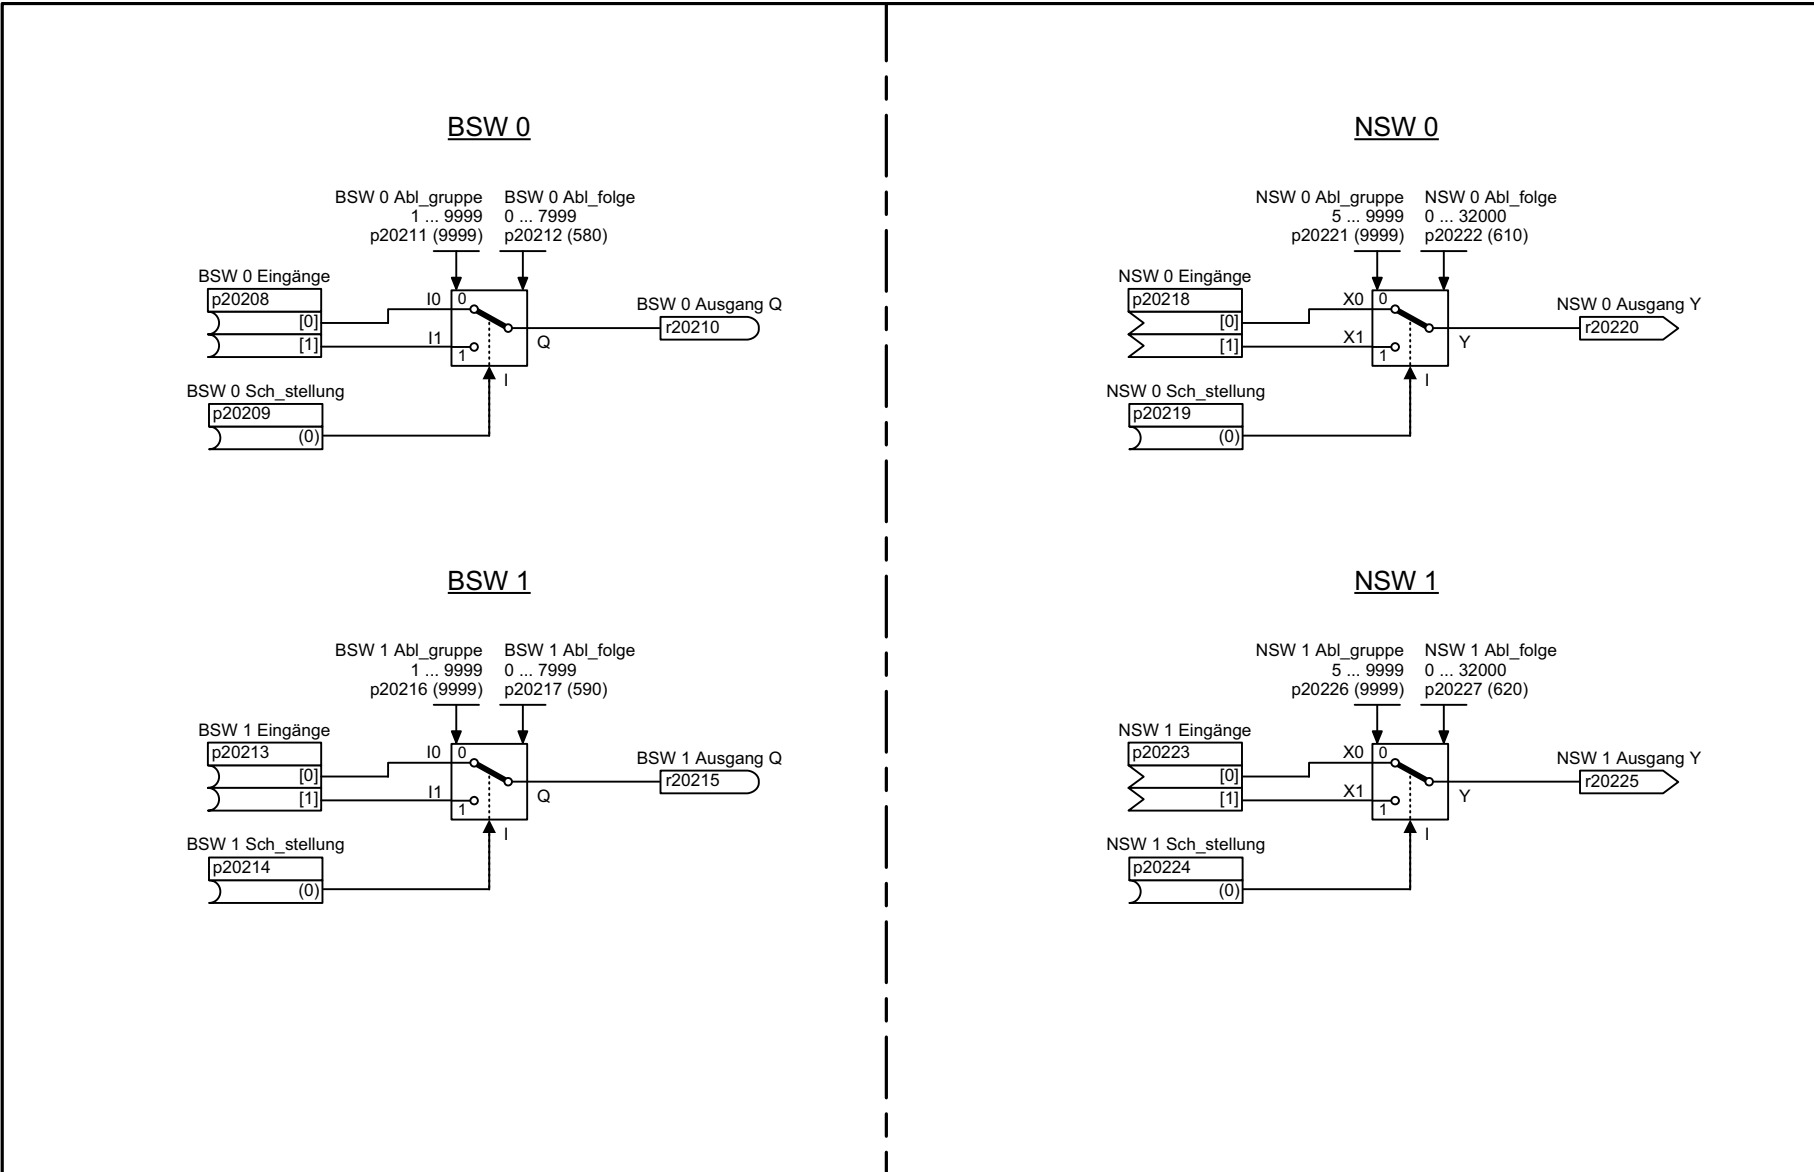 BSW 0
BSW 0 Abl_gruppe
1 ... 9999
p20211 (9999)
BSW 0 Abl_folge
0 ... 7999
p20212 (580)
BSW 0 Eingänge
p20208
[0]
[1]
I0
I1
0
1
Q
I
BSW 0 Ausgang Q
r20210
BSW 0 Sch_stellung
p20209
(0)
BSW 1
BSW 1 Abl_gruppe
1 ... 9999
p20216 (9999)
BSW 1 Abl_folge
0 ... 7999
p20217 (590)
BSW 1 Eingänge
p20213
[0]
[1]
I0
I1
0
1
Q
I
BSW 1 Ausgang Q
r20215
BSW 1 Sch_stellung
p20214
(0)
NSW 0
NSW 0 Abl_gruppe
5 ... 9999
p20221 (9999)
NSW 0 Abl_folge
0 ... 32000
p20222 (610)
NSW 0 Eingänge
p20218
[0]
[1]
X0
X1
0
1
Y
I
NSW 0 Ausgang Y
r20220
NSW 0 Sch_stellung
p20219
(0)
NSW 1
NSW 1 Abl_gruppe
5 ... 9999
p20226 (9999)
NSW 1 Abl_folge
0 ... 32000
p20227 (620)
NSW 1 Eingänge
p20223
[0]
[1]
X0
X1
0
1
Y
I
NSW 1 Ausgang Y
r20225
NSW 1 Sch_stellung
p20224
(0)